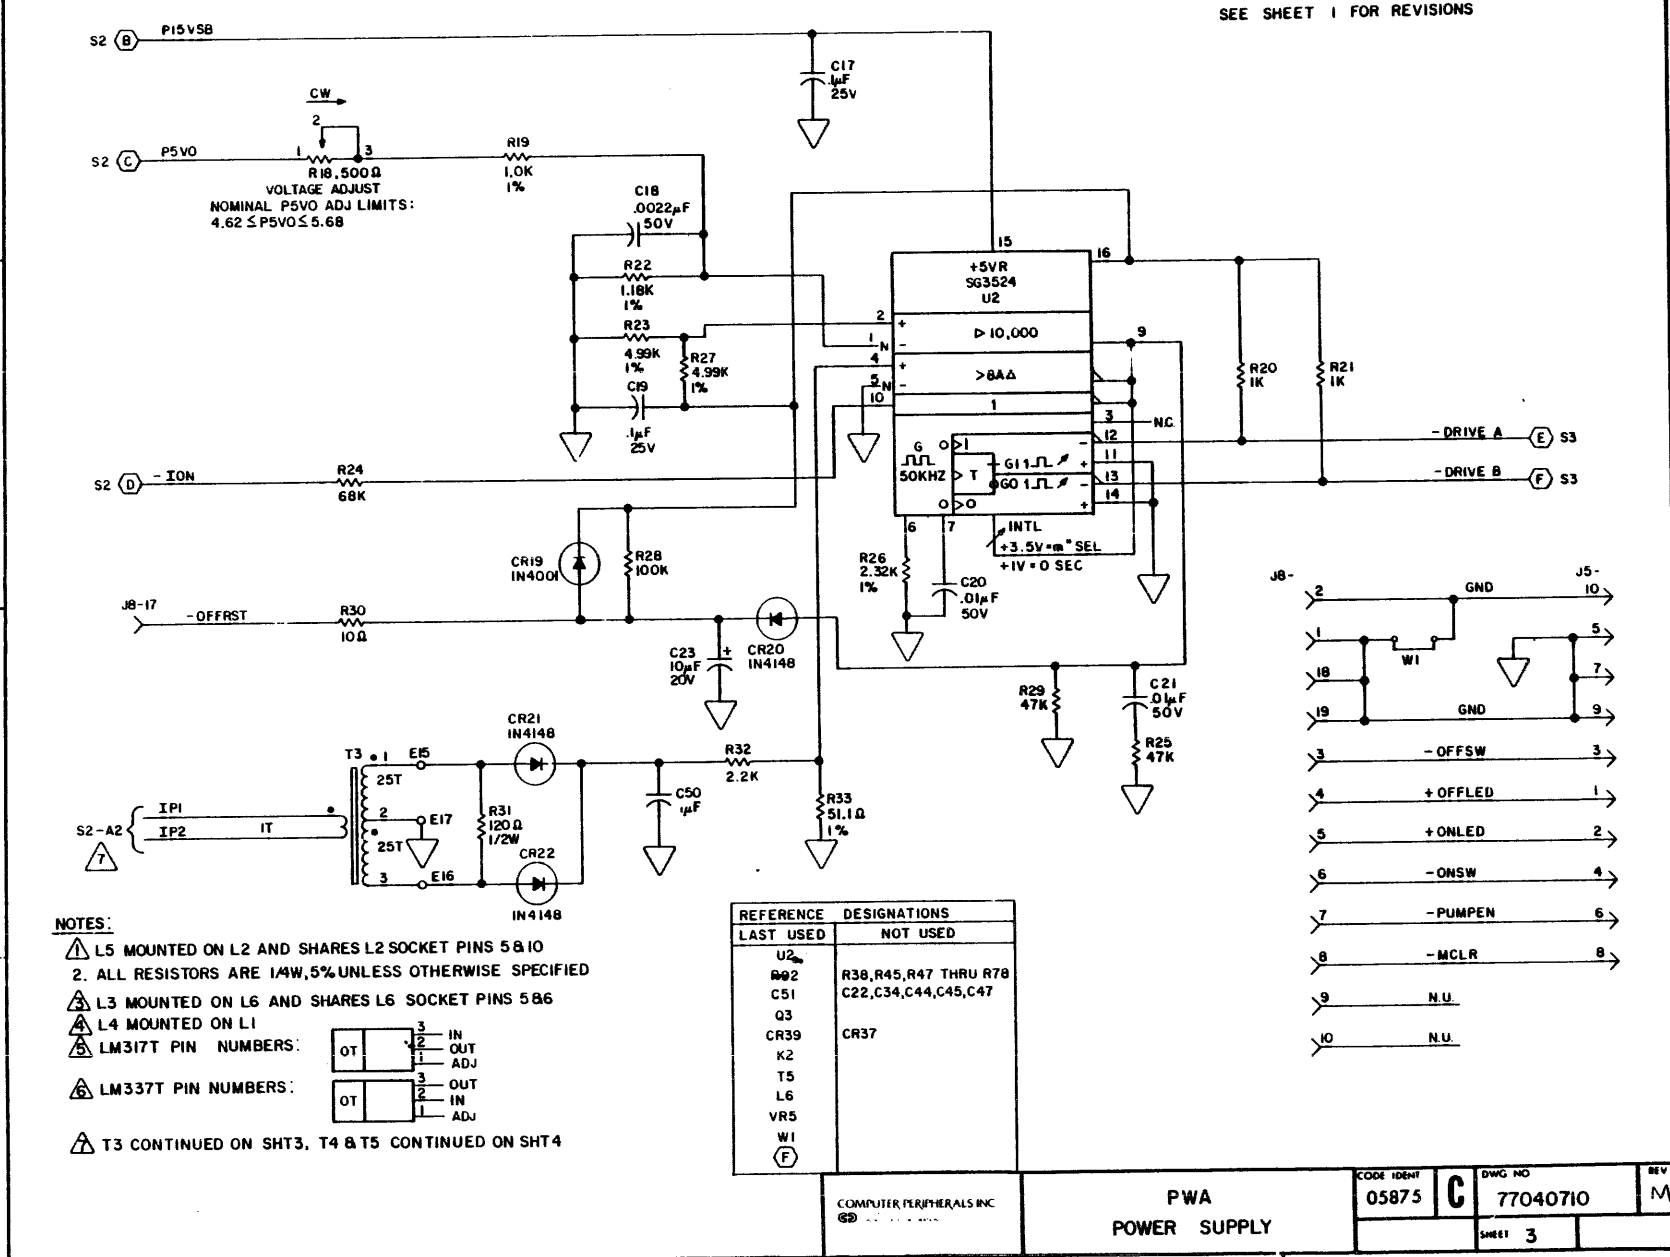 SEE SHEET 1 FOR REVISIONS
S2 B P15VSB
C17
.1µF
25V
CW
2
1
3
S2 C P5VO
R18,500Ω
VOLTAGE ADJUST
NOMINAL P5VO ADJ LIMITS:
4.62 ≤ P5VO ≤ 5.68
R19
1.0K
1%
C18
.0022µF
50V
R22
1.18K
1%
R23
4.99K
1%
R27
4.99K
1%
C19
.1µF
25V
15
16
+5VR
SG3524
U2
2
+
1
N
-
▷10,000
9
4
+
5
N
-
>8A△
10
1
3
N.C.
12
-
11
+
13
-
14
+
G
50KHZ
O
1
T
G1 1
GO 1
O
O
6
7
INTL
+3.5V="m" SEL
+1V=0 SEC
R20
1K
R21
1K
-DRIVE A E S3
-DRIVE B F S3
S2 D -ION
R24
68K
R26
2.32K
1%
C20
.01µF
50V
CR19
1N4001
R28
100K
J8-17
-OFFRST
R30
10Ω
C23
10µF
20V
+
CR20
1N4148
R29
47K
C21
.01µF
50V
R25
47K
J8-
J5-
2 GND 10
1
W1
5
18
7
19 GND 9
3 -OFFSW 3
4 +OFFLED 1
5 +ONLED 2
6 -ONSW 4
7 -PUMPEN 6
8 -MCLR 8
9 N.U.
10 N.U.
S2-A2
7
IP1
IP2
1T
T3
1
E15
25T
2
E17
25T
3
E16
CR21
1N4148
R31
120Ω
1/2W
CR22
1N4148
C50
R32
2.2K
R33
51.1Ω
1%
NOTES:
1 L5 MOUNTED ON L2 AND SHARES L2 SOCKET PINS 5&10
2. ALL RESISTORS ARE 1/4W,5% UNLESS OTHERWISE SPECIFIED
3 L3 MOUNTED ON L6 AND SHARES L6 SOCKET PINS 5&6
4 L4 MOUNTED ON L1
5 LM317T PIN NUMBERS:
OT
3 IN
2 OUT
1 ADJ
6 LM337T PIN NUMBERS:
OT
3 OUT
2 IN
1 ADJ
7 T3 CONTINUED ON SHT3, T4 & T5 CONTINUED ON SHT4
REFERENCE DESIGNATIONS
LAST USED NOT USED
U2
R38,R45,R47 THRU R78
C51 C22,C34,C44,C45,C47
Q3
CR39 CR37
K2
T5
L6
VR5
W1
F
COMPUTER PERIPHERALS INC
PWA
POWER SUPPLY
CODE IDENT
05875
C
DWG NO
77040710
REV
M
SHEET 3